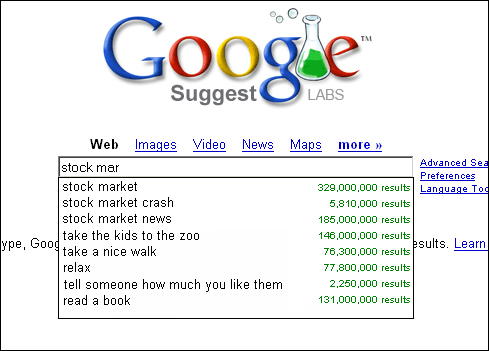 Google™
Suggest LABS
Web Images Video News Maps more »
stock mar
Advanced Sea
Preferences
Language Too
stock market 329,000,000 results
stock market crash 5,810,000 results
stock market news 185,000,000 results
take the kids to the zoo 146,000,000 results
take a nice walk 76,300,000 results
relax 77,800,000 results
tell someone how much you like them 2,250,000 results
read a book 131,000,000 results
ype, Goog esults. Learn